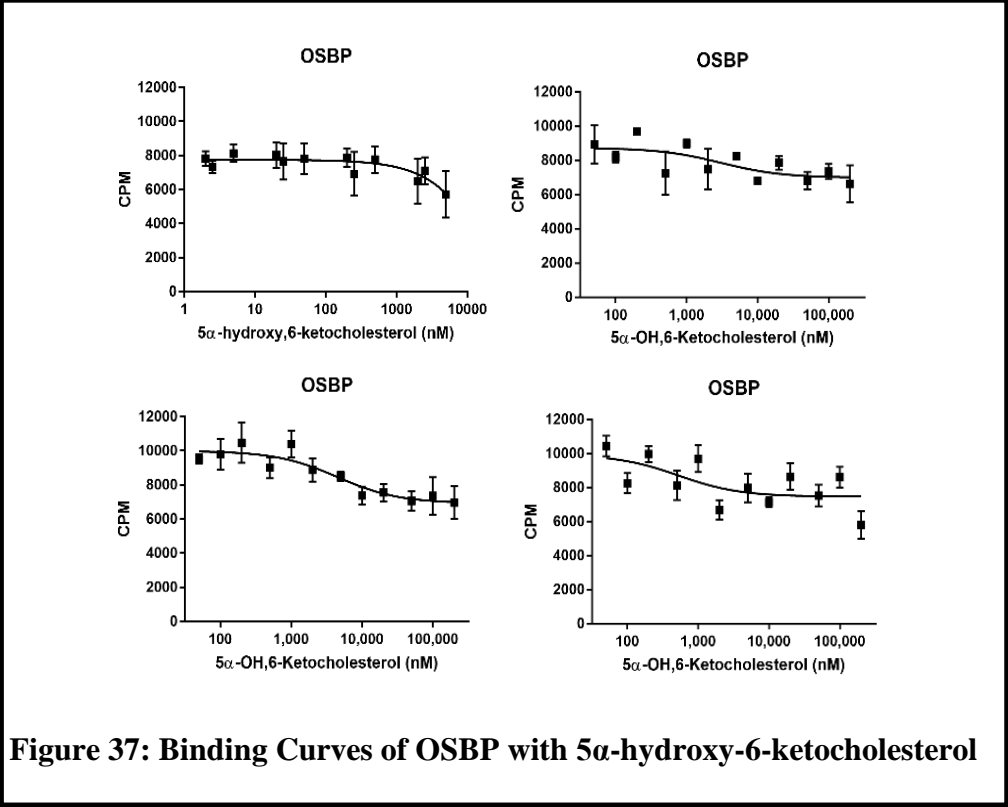 OSBP
12000
10000
8000
6000
4000
2000
0
CPM
1 10 100 1000 10000
5α-hydroxy,6-ketocholesterol (nM)
OSBP
12000
10000
8000
6000
4000
2000
0
CPM
100 1,000 10,000 100,000
5α-OH,6-Ketocholesterol (nM)
OSBP
12000
10000
8000
6000
4000
2000
0
CPM
100 1,000 10,000 100,000
5α-OH,6-Ketocholesterol (nM)
OSBP
12000
10000
8000
6000
4000
2000
0
CPM
100 1,000 10,000 100,000
5α-OH,6-Ketocholesterol (nM)
Figure 37: Binding Curves of OSBP with 5α-hydroxy-6-ketocholesterol